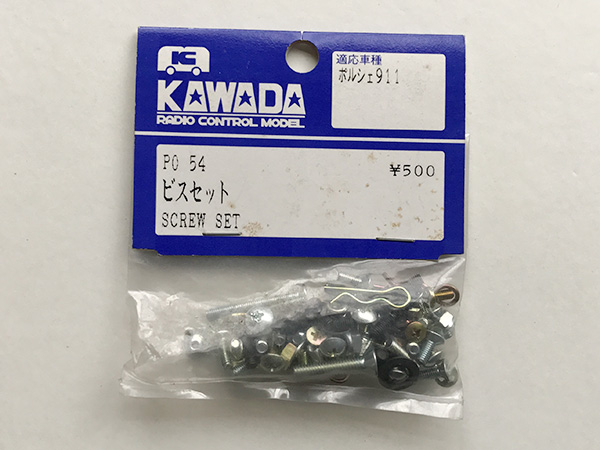 K
KAWADA
RADIO CONTROL MODEL
適応車種
ポルシェ911
PO 54
¥500
ビスセット
SCREW SET